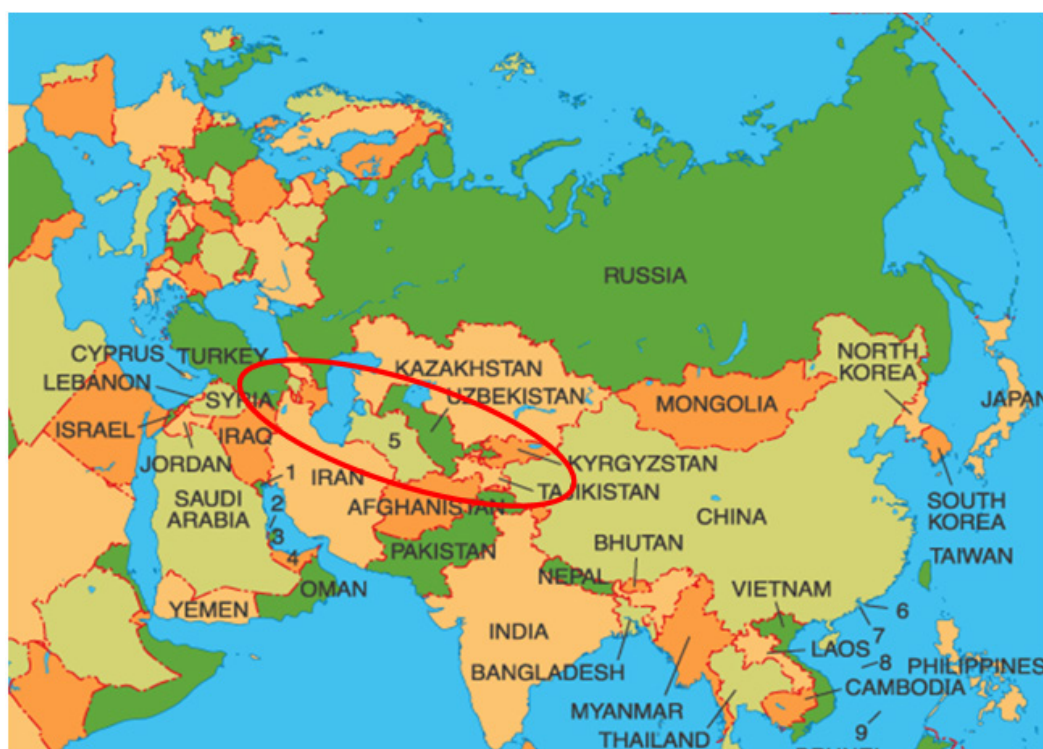 RUSSIA
NORTH
KOREA
CYPRUS
TURKEY
KAZAKHSTAN
LEBANON
SYRIA
UZBEKISTAN
MONGOLIA
JAPAN
ISRAEL
IRAQ
5
KYRGYZSTAN
JORDAN
1
IRAN
TAJIKISTAN
SAUDI
ARABIA
2
AFGHANISTAN
CHINA
SOUTH
KOREA
3
PAKISTAN
BHUTAN
TAIWAN
4
OMAN
NEPAL
VIETNAM
YEMEN
6
INDIA
7
LAOS
BANGLADESH
8
PHILIPPINES
CAMBODIA
MYANMAR
THAILAND
9